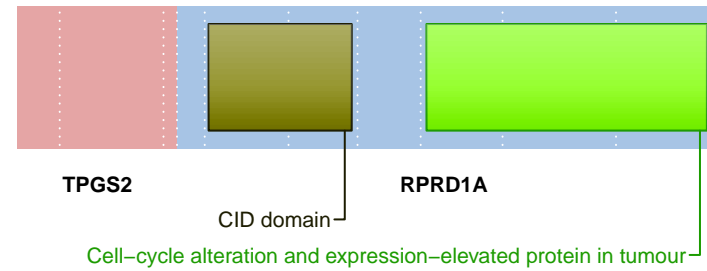 TPGS2 RPRD1A
CID domain
Cell−cycle alteration and expression−elevated protein in tumour